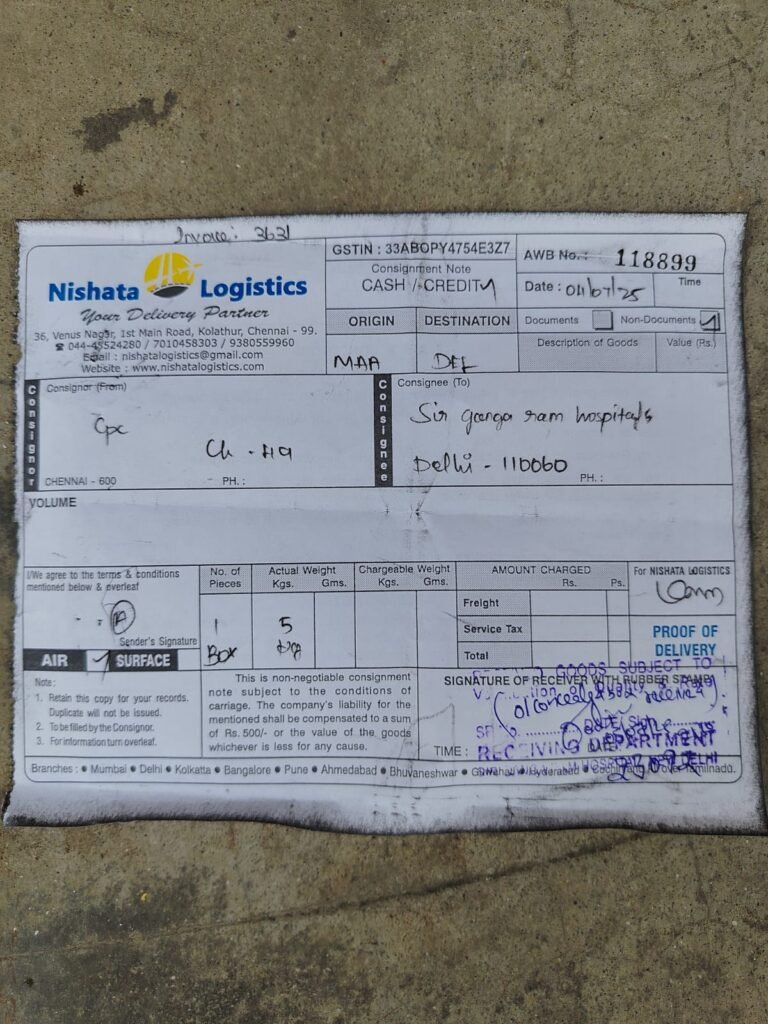 Invoice: 3631
Nishata Logistics
Your Delivery Partner
36, Venus Nagar, 1st Main Road, Kolathur, Chennai - 99.
☎ 044-45524280 / 7010458303 / 9380559960
Email : nishatalogistics@gmail.com
Website : www.nishatalogistics.com
GSTIN : 33ABOPY4754E3Z7
Consignment Note
CASH / CREDIT
AWB No. : 118899
Date : 04/07/25
Time
ORIGIN DESTINATION
MAA DEL
Documents Non-Documents
Description of Goods Value (Rs.)
Consignor
Consignor (From)
Cpc
CHENNAI - 600 PH. :
Consignee
Consignee (To)
Sir ganga ram hospitals
Delhi - 110060
PH. :
VOLUME
I/We agree to the terms & conditions
mentioned below & overleaf
Sender's Signature
AIR SURFACE
No. of
Pieces
1
Box
Actual Weight
Kgs. Gms.
5
kg
Chargeable Weight
Kgs. Gms.
AMOUNT CHARGED
Rs. Ps.
Freight
Service Tax
Total
For NISHATA LOGISTICS
PROOF OF
DELIVERY
Note :
1. Retain this copy for your records.
Duplicate will not be issued.
2. To be filled by the Consignor.
3. For information turn overleaf.
This is non-negotiable consignment
note subject to the conditions of
carriage. The company's liability for
the mentioned shall be compensated to a sum
of Rs. 500/- or the value of the goods
whichever is less for any cause.
GOODS SUBJECT TO
SIGNATURE OF RECEIVER WITH RUBBER STAMP
TIME :
RECEIVING DEPARTMENT
Branches : • Mumbai • Delhi • Kolkatta • Bangalore • Pune • Ahmedabad • Bhuvaneshwar • Guwahati • Hyderabad • Cochin